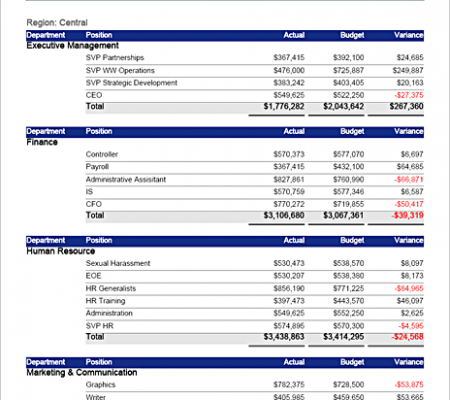 Region: Central
Department Position Actual Budget Variance
Executive Management
SVP Partnerships $367,415 $392,100 $24,685
SVP WW Operations $476,000 $725,887 $249,887
SVP Strategic Development $383,242 $403,405 $20,163
CEO $549,625 $522,250 -$27,375
Total $1,776,282 $2,043,642 $267,360
Department Position Actual Budget Variance
Finance
Controller $570,373 $577,070 $6,697
Payroll $367,415 $432,100 $64,685
Administrative Assisitant $827,861 $760,990 -$66,871
IS $570,759 $577,346 $6,587
CFO $770,272 $719,855 -$50,417
Total $3,106,680 $3,067,361 -$39,319
Department Position Actual Budget Variance
Human Resource
Sexual Harassment $530,473 $538,570 $8,097
EOE $530,207 $538,380 $8,173
HR Generalists $856,190 $771,225 -$84,965
HR Training $397,473 $443,570 $46,097
Administration $549,625 $552,250 $2,625
SVP HR $574,895 $570,300 -$4,595
Total $3,438,863 $3,414,295 -$24,568
Department Position Actual Budget Variance
Marketing & Communication
Graphics $782,375 $728,500 -$53,875
Writer $405,985 $459,650 $53,665